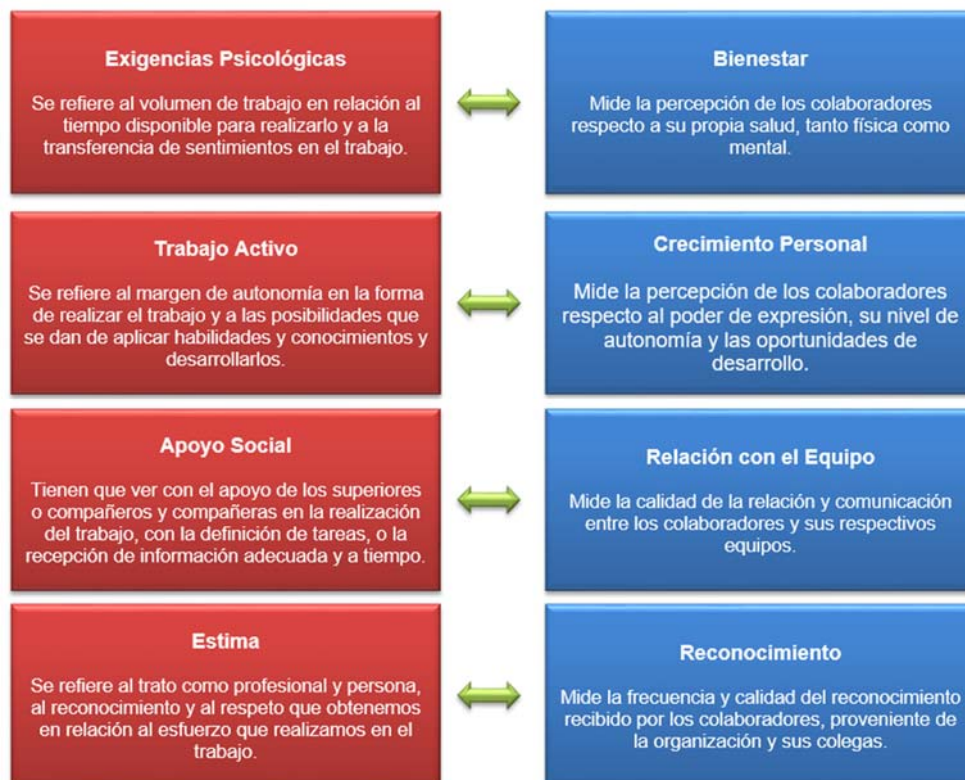 Exigencias Psicológicas
Se refiere al volumen de trabajo en relación al
tiempo disponible para realizarlo y a la
transferencia de sentimientos en el trabajo.
Bienestar
Mide la percepción de los colaboradores
respecto a su propia salud, tanto física como
mental.
Trabajo Activo
Se refiere al margen de autonomía en la forma
de realizar el trabajo y a las posibilidades que
se dan de aplicar habilidades y conocimientos y
desarrollarlos.
Crecimiento Personal
Mide la percepción de los colaboradores
respecto al poder de expresión, su nivel de
autonomía y las oportunidades de
desarrollo.
Apoyo Social
Tienen que ver con el apoyo de los superiores
o compañeros y compañeras en la realización
del trabajo, con la definición de tareas, o la
recepción de información adecuada y a tiempo.
Relación con el Equipo
Mide la calidad de la relación y comunicación
entre los colaboradores y sus respectivos
equipos.
Estima
Se refiere al trato como profesional y persona,
al reconocimiento y al respeto que obtenemos
en relación al esfuerzo que realizamos en el
trabajo.
Reconocimiento
Mide la frecuencia y calidad del reconocimiento
recibido por los colaboradores, proveniente de
la organización y sus colegas.